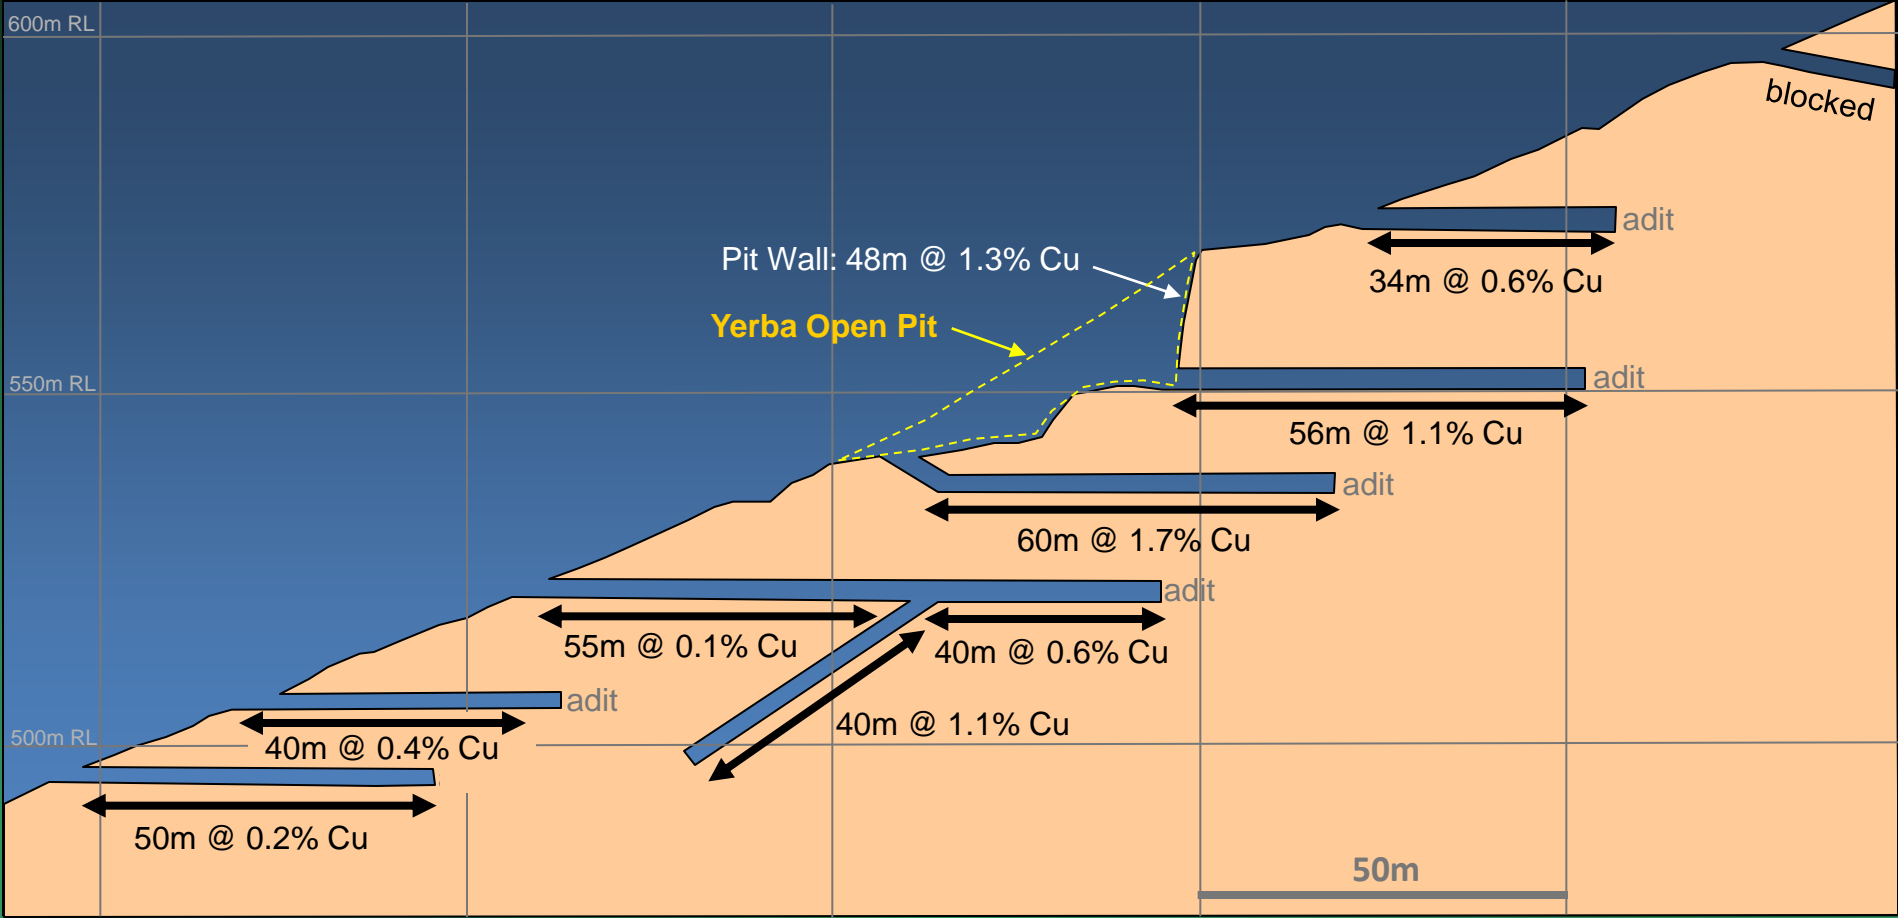 600m RL
blocked
adit
Pit Wall: 48m @ 1.3% Cu
34m @ 0.6% Cu
Yerba Open Pit
550m RL
adit
56m @ 1.1% Cu
adit
60m @ 1.7% Cu
adit
55m @ 0.1% Cu
40m @ 0.6% Cu
adit
40m @ 1.1% Cu
500m RL
40m @ 0.4% Cu
50m @ 0.2% Cu
50m